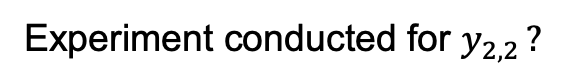 Experiment conducted for y₂,₂ ?